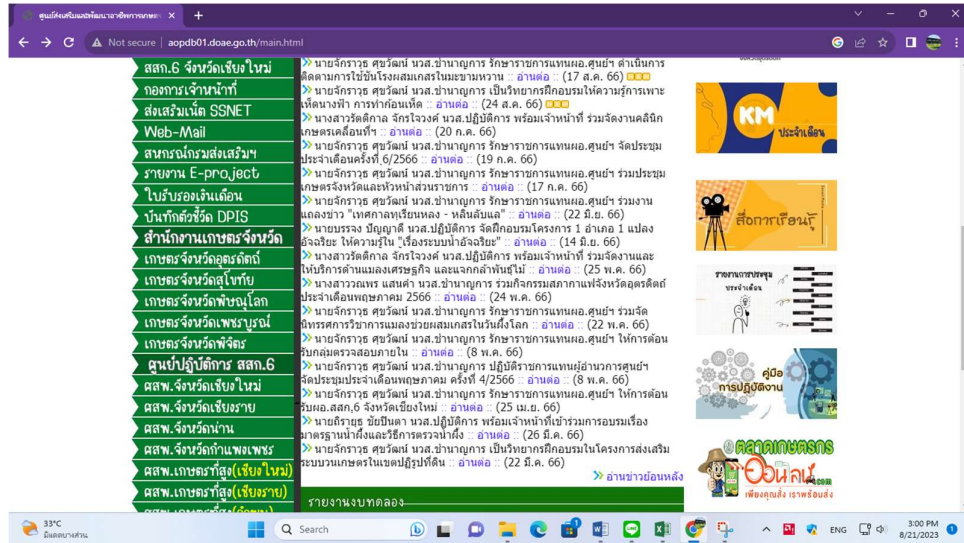 ศูนย์ส่งเสริมและพัฒนาอาชีพการเกษตร
Not secure
aopdb01.doae.go.th/main.html
สสก.6 จังหวัดเชียงใหม่
กองการเจ้าหน้าที่
ส่งเสริมเน็ต SSNET
Web-Mail
สหกรณ์กรมส่งเสริมฯ
รายงาน E-project
ใบรับรองเงินเดือน
บันทึกตัวชี้วัด DPIS
สำนักงานเกษตรจังหวัด
เกษตรจังหวัดอุตรดิตถ์
เกษตรจังหวัดสุโขทัย
เกษตรจังหวัดพิษณุโลก
เกษตรจังหวัดเพชรบูรณ์
เกษตรจังหวัดพิจิตร
ศูนย์ปฏิบัติการ สสก.6
ศสพ.จังหวัดเชียงใหม่
ศสพ.จังหวัดเชียงราย
ศสพ.จังหวัดน่าน
ศสพ.จังหวัดกำแพงเพชร
ศสพ.เกษตรที่สูง(เชียงใหม่)
ศสพ.เกษตรที่สูง(เชียงราย)
นายจักราวุธ ศุขวัฒน์ นวส.ชำนาญการ รักษาราชการแทนผอ.ศูนย์ฯ ดำเนินการ
ติดตามการใช้ชันโรงผสมเกสรในมะขามหวาน :: อ่านต่อ :: (17 ส.ค. 66)
นายจักราวุธ ศุขวัฒน์ นวส.ชำนาญการ เป็นวิทยากรฝึกอบรมให้ความรู้การเพาะ
เห็ดนางฟ้า การทำก้อนเห็ด :: อ่านต่อ :: (24 ส.ค. 66)
นางสาวรัตติกาล จักรใจวงค์ นวส.ปฏิบัติการ พร้อมเจ้าหน้าที่ ร่วมจัดงานคลินิก
เกษตรเคลื่อนที่ฯ :: อ่านต่อ :: (20 ก.ค. 66)
นายจักราวุธ ศุขวัฒน์ นวส.ชำนาญการ รักษาราชการแทนผอ.ศูนย์ฯ จัดประชุม
ประจำเดือนครั้งที่ 6/2566 :: อ่านต่อ :: (19 ก.ค. 66)
นายจักราวุธ ศุขวัฒน์ นวส.ชำนาญการ รักษาราชการแทนผอ.ศูนย์ฯ ร่วมประชุม
เกษตรจังหวัดและหัวหน้าส่วนราชการ :: อ่านต่อ :: (17 ก.ค. 66)
นายจักราวุธ ศุขวัฒน์ นวส.ชำนาญการ รักษาราชการแทนผอ.ศูนย์ฯ ร่วมงาน
แถลงข่าว "เทศกาลทุเรียนหลง - หลินลับแล" :: อ่านต่อ :: (22 มิ.ย. 66)
นายบรรจง ปัญญาดี นวส.ปฏิบัติการ จัดฝึกอบรมโครงการ 1 อำเภอ 1 แปลง
อัจฉริยะ ให้ความรู้ใน "เรื่องระบบน้ำอัจฉริยะ" :: อ่านต่อ :: (14 มิ.ย. 66)
นางสาวรัตติกาล จักรใจวงค์ นวส.ปฏิบัติการ พร้อมเจ้าหน้าที่ ร่วมจัดงานและ
ให้บริการด้านแมลงเศรษฐกิจ และแจกกล้าพันธุ์ไม้ :: อ่านต่อ :: (25 พ.ค. 66)
นางสาววณพร แสนคำ นวส.ชำนาญการ ร่วมกิจกรรมสภากาแฟจังหวัดอุตรดิตถ์
ประจำเดือนพฤษภาคม 2566 :: อ่านต่อ :: (24 พ.ค. 66)
นายจักราวุธ ศุขวัฒน์ นวส.ชำนาญการ รักษาราชการแทนผอ.ศูนย์ฯ ร่วมจัด
นิทรรศการวิชาการแมลงช่วยผสมเกสรในวันผึ้งโลก :: อ่านต่อ :: (22 พ.ค. 66)
นายจักราวุธ ศุขวัฒน์ นวส.ชำนาญการ รักษาราชการแทนผอ.ศูนย์ฯ ให้การต้อน
รับกลุ่มตรวจสอบภายใน :: อ่านต่อ :: (8 พ.ค. 66)
นายจักราวุธ ศุขวัฒน์ นวส.ชำนาญการ ปฏิบัติราชการแทนผู้อำนวยการศูนย์ฯ
จัดประชุมประจำเดือนพฤษภาคม ครั้งที่ 4/2566 :: อ่านต่อ :: (8 พ.ค. 66)
นายจักราวุธ ศุขวัฒน์ นวส.ชำนาญการ รักษาราชการแทนผอ.ศูนย์ฯ ให้การต้อน
รับผอ.สสก,6 จังหวัดเชียงใหม่ :: อ่านต่อ :: (25 เม.ย. 66)
นายถิรายุธ ชัยปินตา นวส.ปฏิบัติการ พร้อมเจ้าหน้าที่เข้าร่วมการอบรมเรื่อง
มาตรฐานน้ำผึ้งและวิธีการตรวจน้ำผึ้ง :: อ่านต่อ :: (26 มี.ค. 66)
นายจักราวุธ ศุขวัฒน์ นวส.ชำนาญการ เป็นวิทยากรฝึกอบรมในโครงการส่งเสริม
ระบบวนเกษตรในเขตปฏิรูปที่ดิน :: อ่านต่อ :: (22 มี.ค. 66)
อ่านข่าวย้อนหลัง
รายงานงบทดลอง
KM
ประจำเดือน
สื่อการเรียนรู้
รายงานการประชุม
ประจำเดือน
คู่มือ
การปฏิบัติงาน
ตลาดเกษตรกร
ออนไลน์.com
เพียงคุณสั่ง เราพร้อมส่ง
33°C
มีแดดบางส่วน
Search
ENG
3:00 PM
8/21/2023